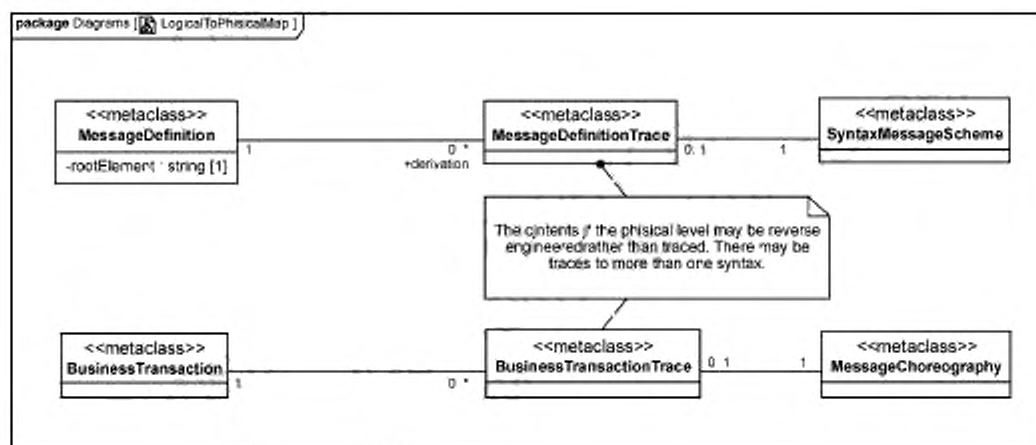 package Diagrams [ LogicalToPhisicalMap ]
<<metaclass>>
MessageDefinition
-rootElement : string [1]
1
0 *
+derivation
<<metaclass>>
MessageDefinitionTrace
0. 1
1
<<metaclass>>
SyntaxMessageScheme
The cintents if the phisical level may be reverse
engineeredrather than traced. There may be
traces to more than one syntax.
<<metaclass>>
BusinessTransaction
1
0 *
<<metaclass>>
BusinessTransactionTrace
0 1
1
<<metaclass>>
MessageChoreography